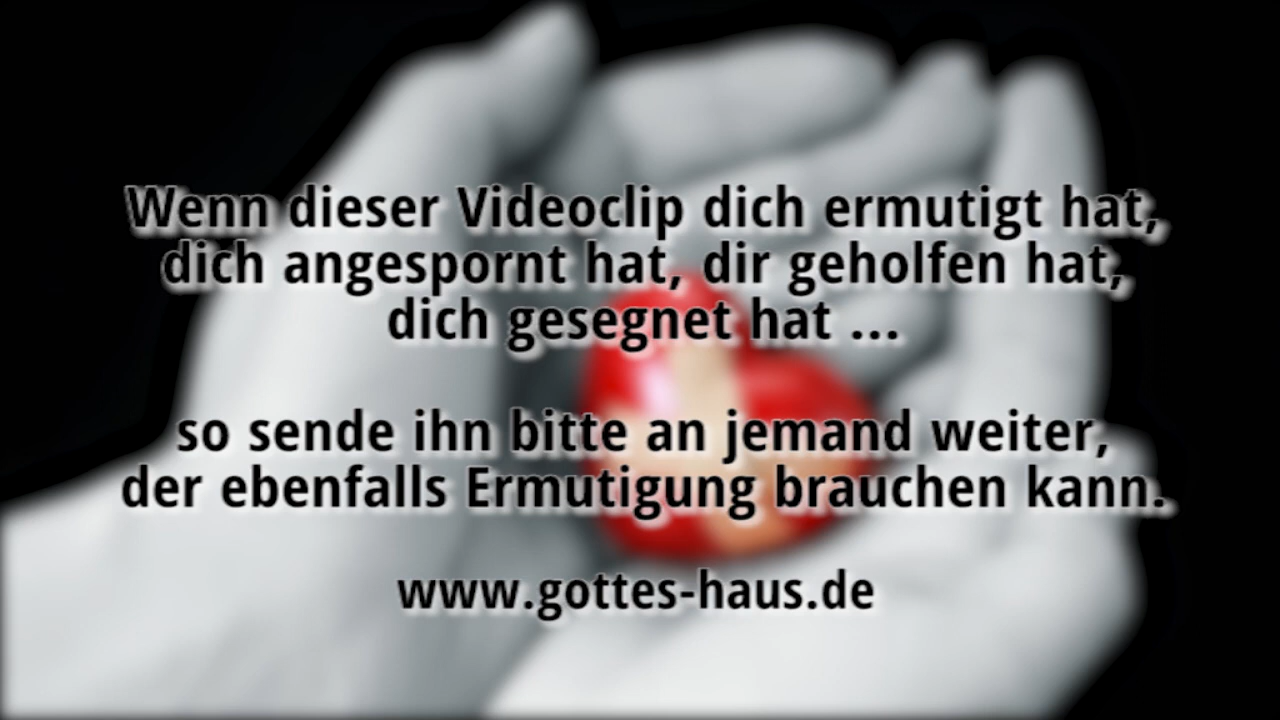 Wenn dieser Videoclip dich ermutigt hat,
dich angespornt hat, dir geholfen hat,
dich gesegnet hat ...
so sende ihn bitte an jemand weiter,
der ebenfalls Ermutigung brauchen kann.
www.gottes-haus.de